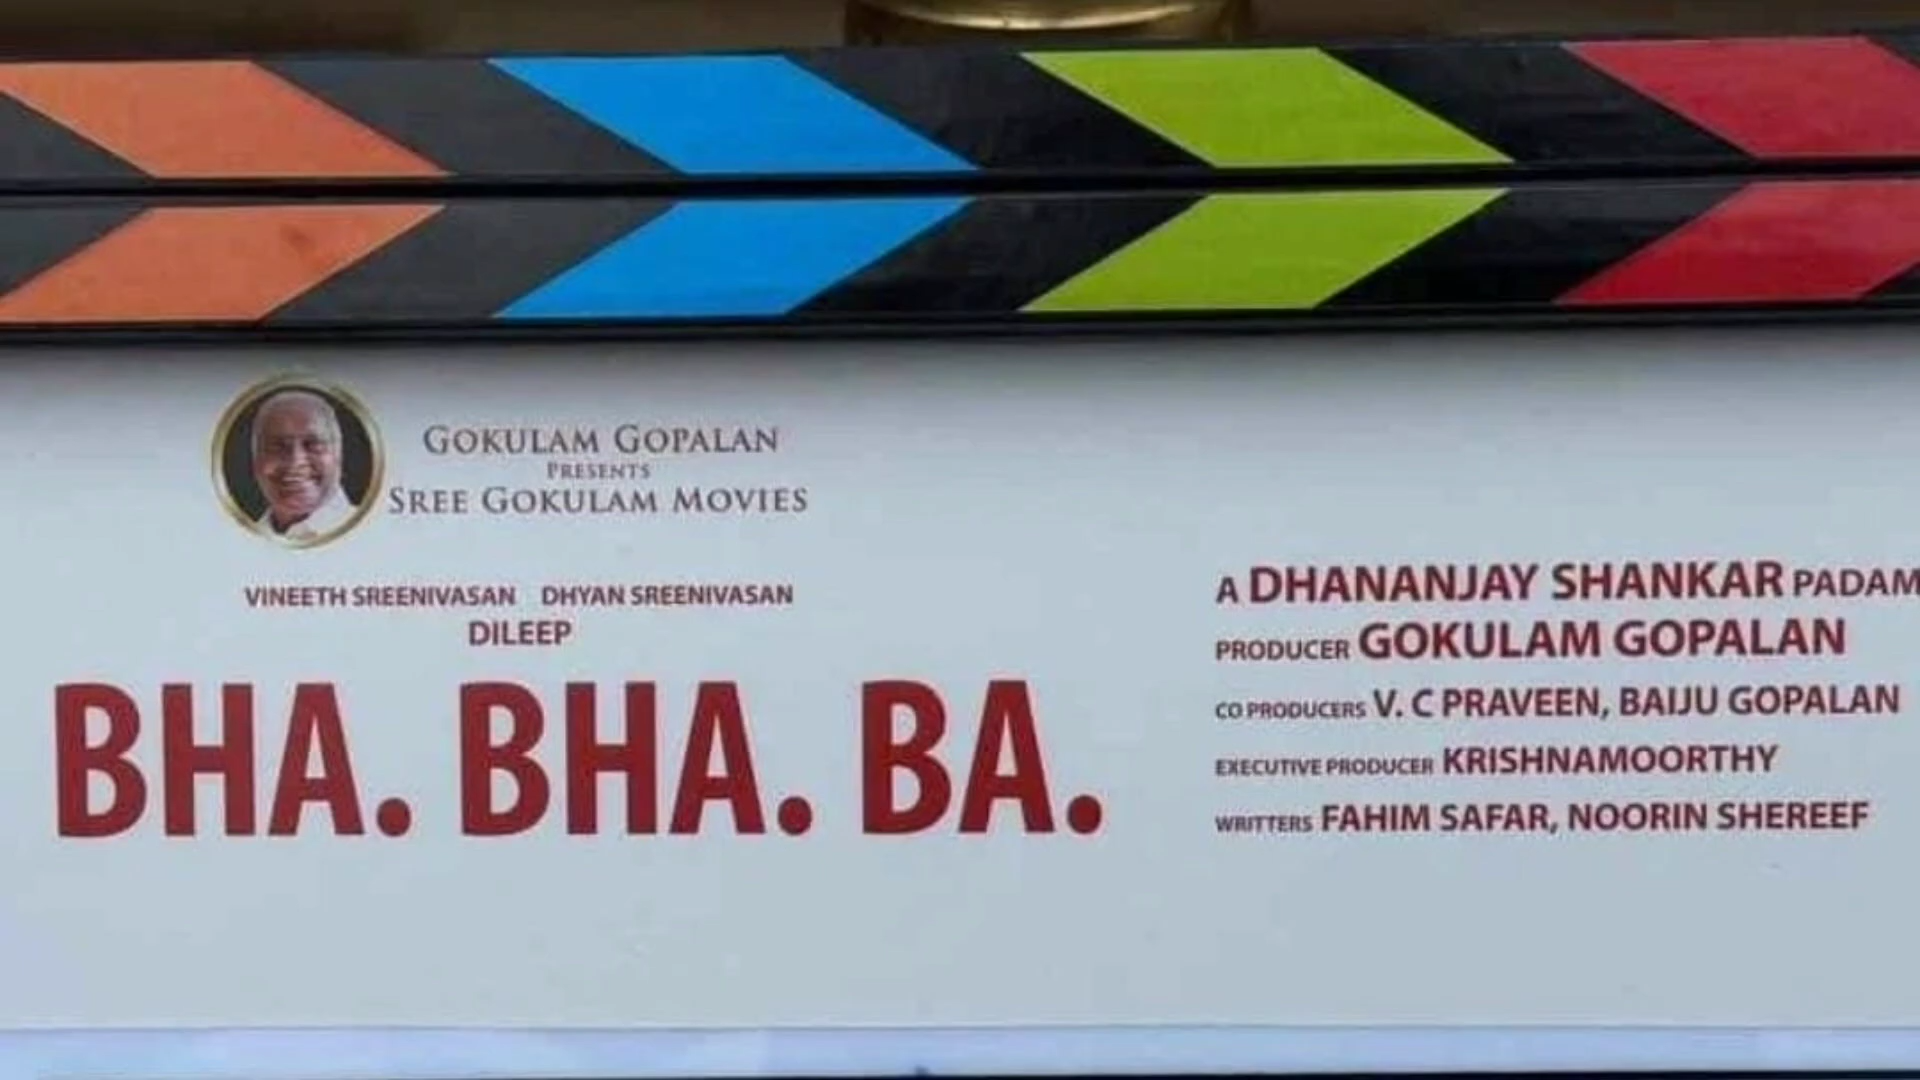 GOKULAM GOPALAN
PRESENTS
SREE GOKULAM MOVIES
VINEETH SREENIVASAN DHYAN SREENIVASAN
DILEEP
BHA. BHA. BA.
A DHANANJAY SHANKAR PADAM
PRODUCER GOKULAM GOPALAN
CO PRODUCERS V. C PRAVEEN, BAIJU GOPALAN
EXECUTIVE PRODUCER KRISHNAMOORTHY
WRITTERS FAHIM SAFAR, NOORIN SHEREEF